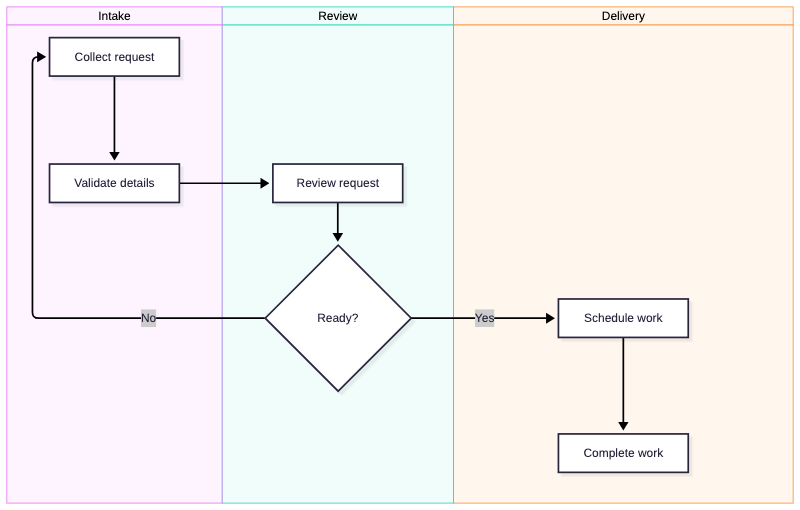 Intake
Review
Delivery
Collect request
Validate details
Review request
Ready?
No
Yes
Schedule work
Complete work